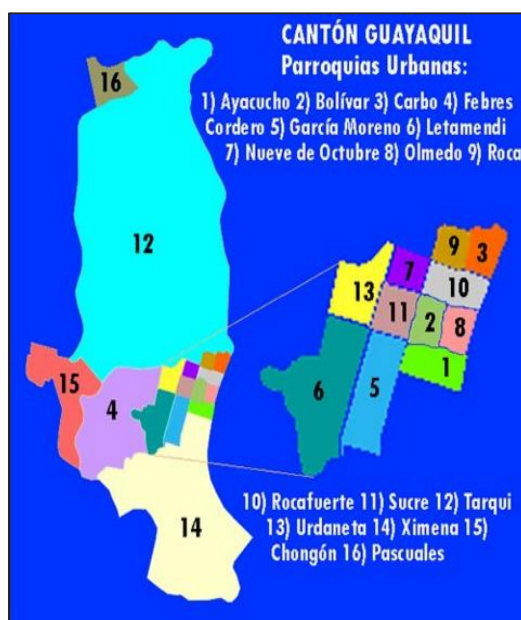 CANTÓN GUAYAQUIL
Parroquias Urbanas:
1) Ayacucho 2) Bolívar 3) Carbo 4) Febres
Cordero 5) García Moreno 6) Letamendi
7) Nueve de Octubre 8) Olmedo 9) Roca
16
12
9 3
7 10
13
11 2 8
1
6 5
15
4
14
10) Rocafuerte 11) Sucre 12) Tarqui
13) Urdaneta 14) Ximena 15)
Chongón 16) Pascuales